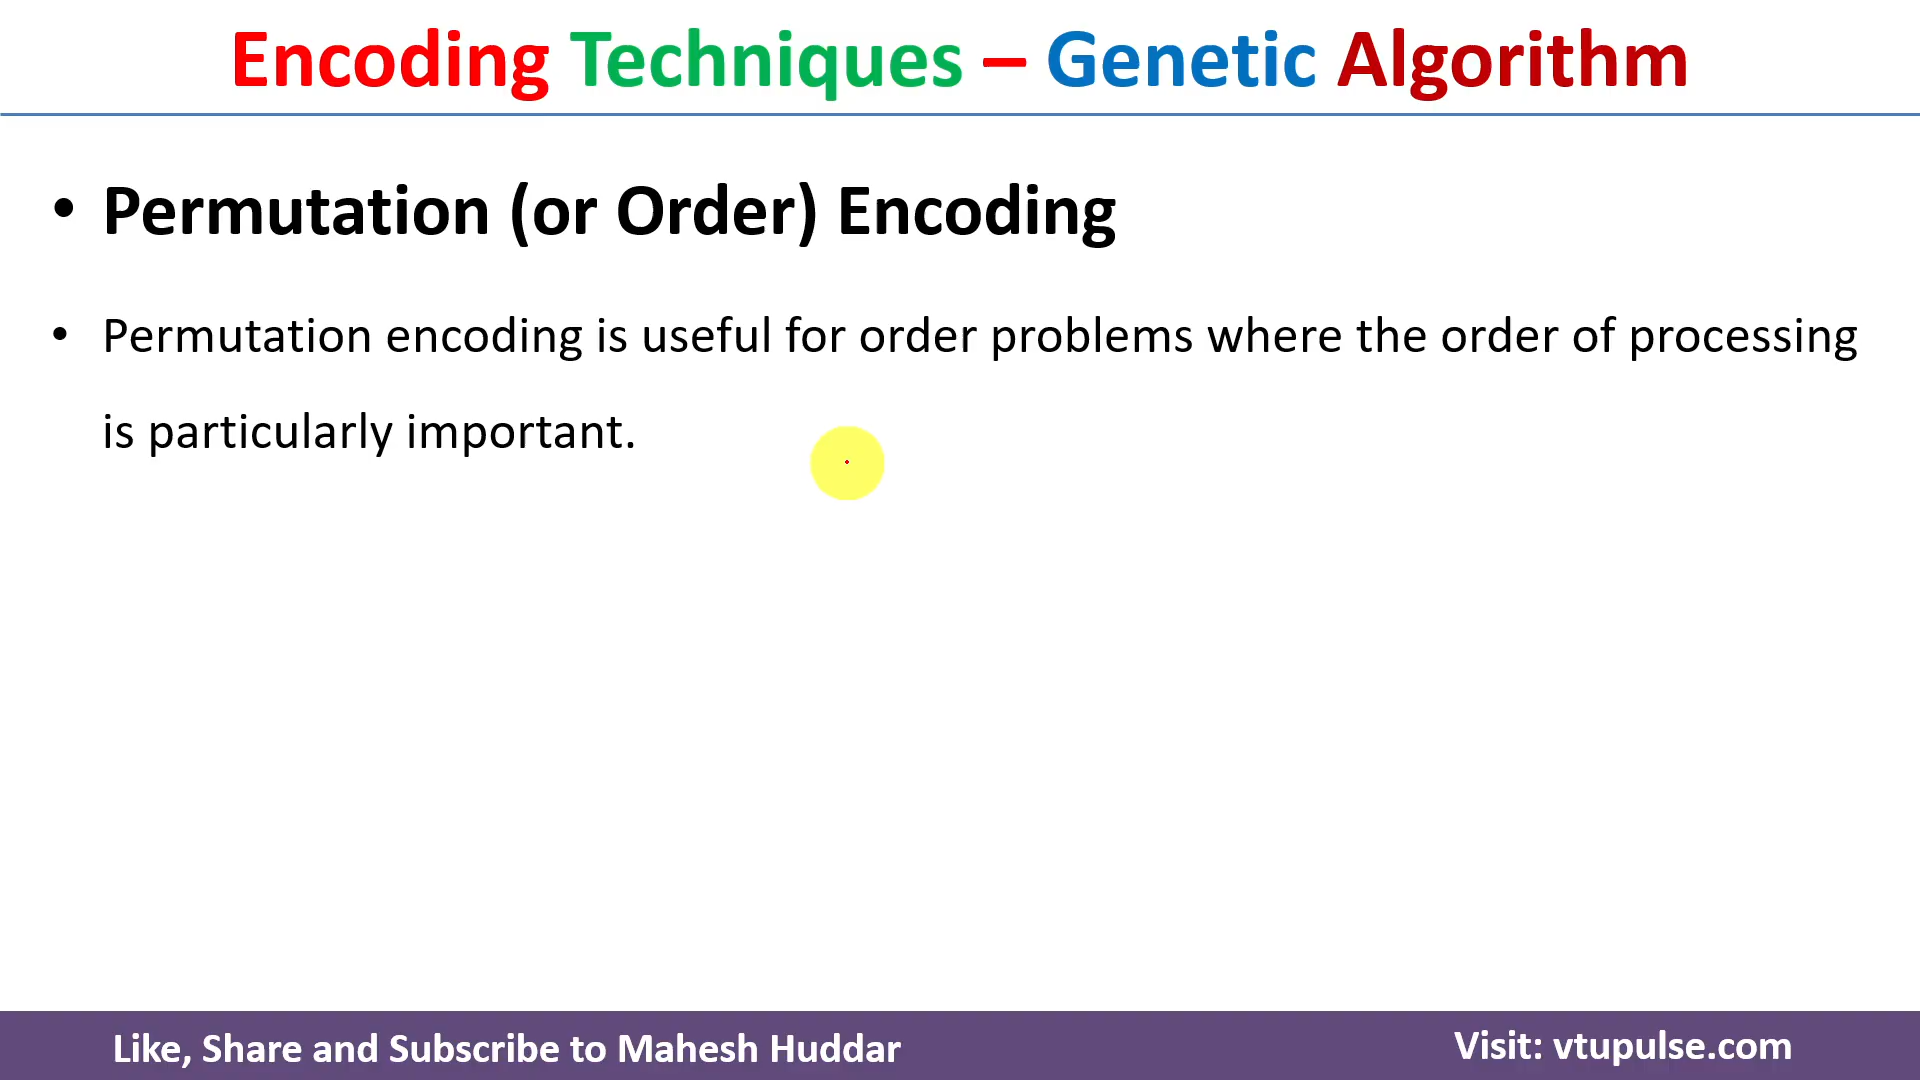 Encoding Techniques – Genetic Algorithm
• Permutation (or Order) Encoding
• Permutation encoding is useful for order problems where the order of processing
is particularly important.
Like, Share and Subscribe to Mahesh Huddar
Visit: vtupulse.com